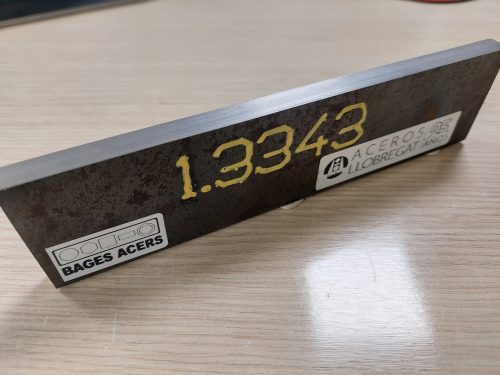 1.3343
ACEROS
LLOBREGAT
BAGES ACERS